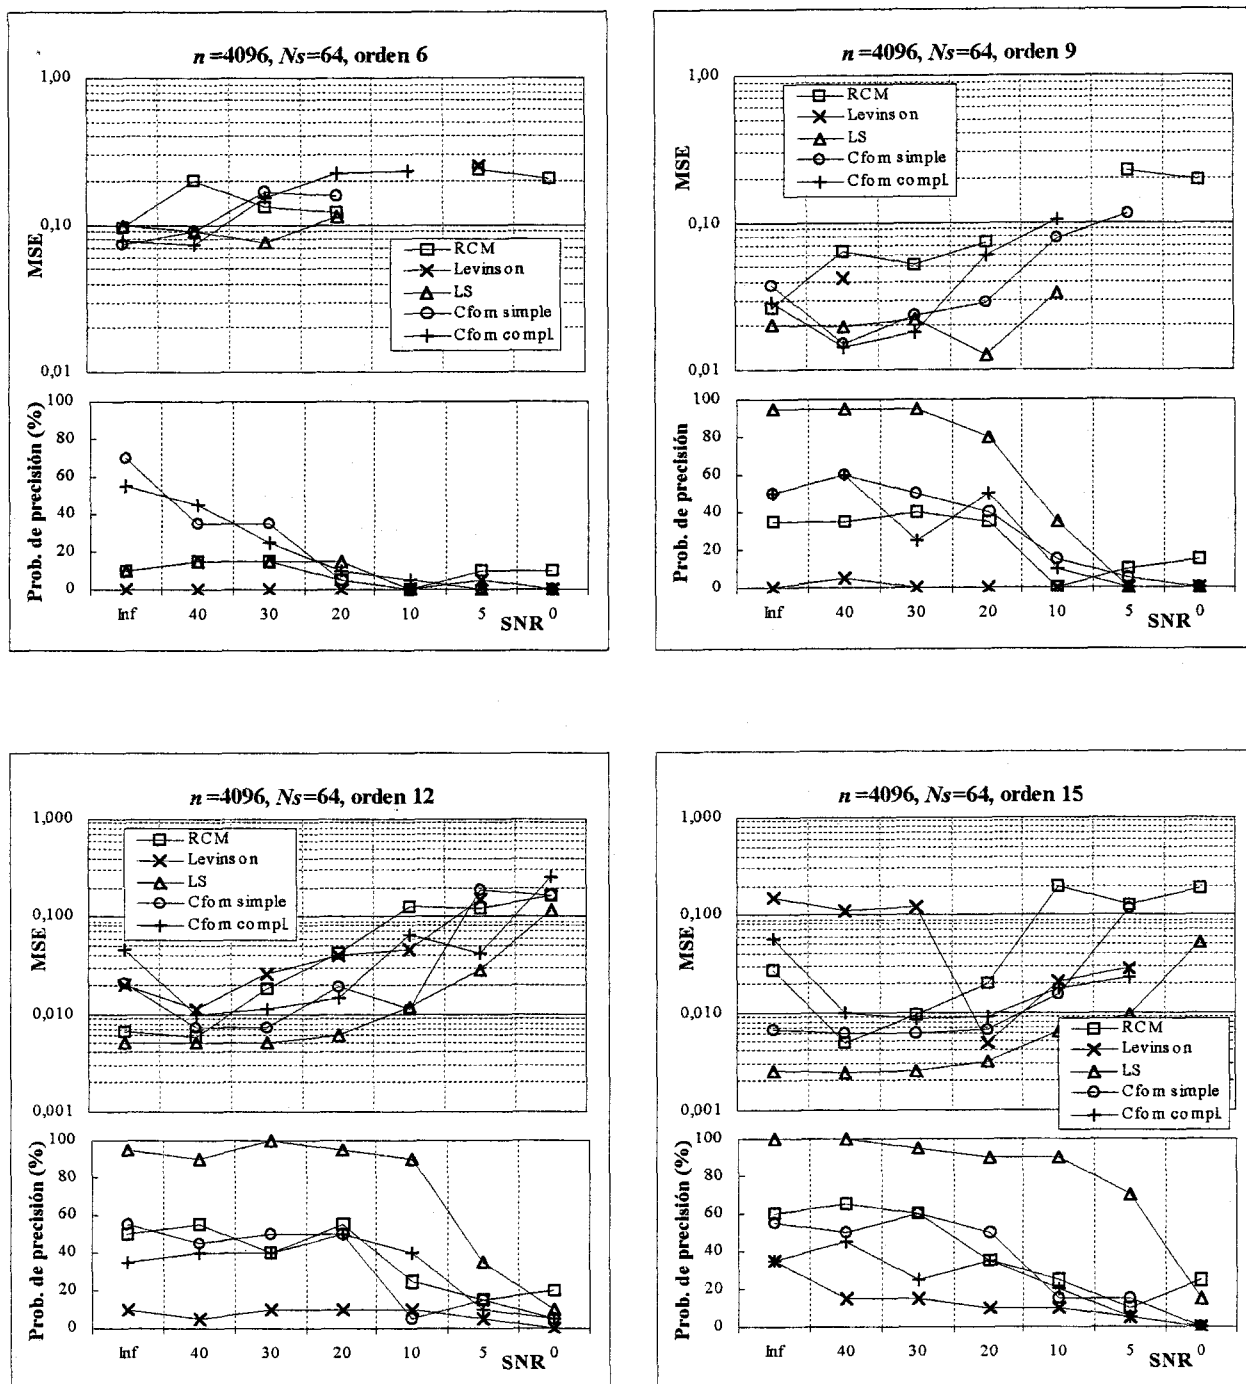 n =4096, Ns=64, orden 6
1,00
0,10
0,01
MSE
RCM
Levinson
LS
Cfom simple
Cfom compl.
100
80
60
40
20
0
Prob. de precisión (%)
Inf 40 30 20 10 5 0
SNR
n =4096, Ns=64, orden 9
1,00
0,10
0,01
MSE
RCM
Levinson
LS
Cfom simple
Cfom compl.
100
80
60
40
20
0
Prob. de precisión
Inf 40 30 20 10 5 0
SNR
n =4096, Ns=64, orden 12
1,000
0,100
0,010
0,001
MSE
RCM
Levinson
LS
Cfom simple
Cfom compl.
100
80
60
40
20
0
Prob. de precisión (%)
Inf 40 30 20 10 5 0
SNR
n =4096, Ns=64, orden 15
1,000
0,100
0,010
0,001
MSE
RCM
Levinson
LS
Cfom simple
Cfom compl.
100
80
60
40
20
0
Prob. de precisión (%)
Inf 40 30 20 10 5 0
SNR